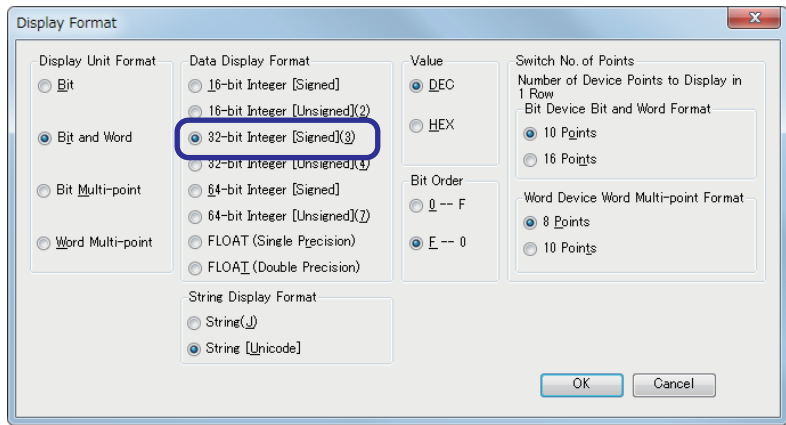 Display Format
x
Display Unit Format
Bit
Bit and Word
Bit Multi-point
Word Multi-point
Data Display Format
16-bit Integer [Signed]
16-bit Integer [Unsigned](2)
32-bit Integer [Signed](3)
32-bit Integer [Unsigned](4)
64-bit Integer [Signed]
64-bit Integer [Unsigned](7)
FLOAT (Single Precision)
FLOAT (Double Precision)
String Display Format
String(J)
String [Unicode]
Value
DEC
HEX
Bit Order
0 -- F
F -- 0
Switch No. of Points
Number of Device Points to Display in
1 Row
Bit Device Bit and Word Format
10 Points
16 Points
Word Device Word Multi-point Format
8 Points
10 Points
OK
Cancel